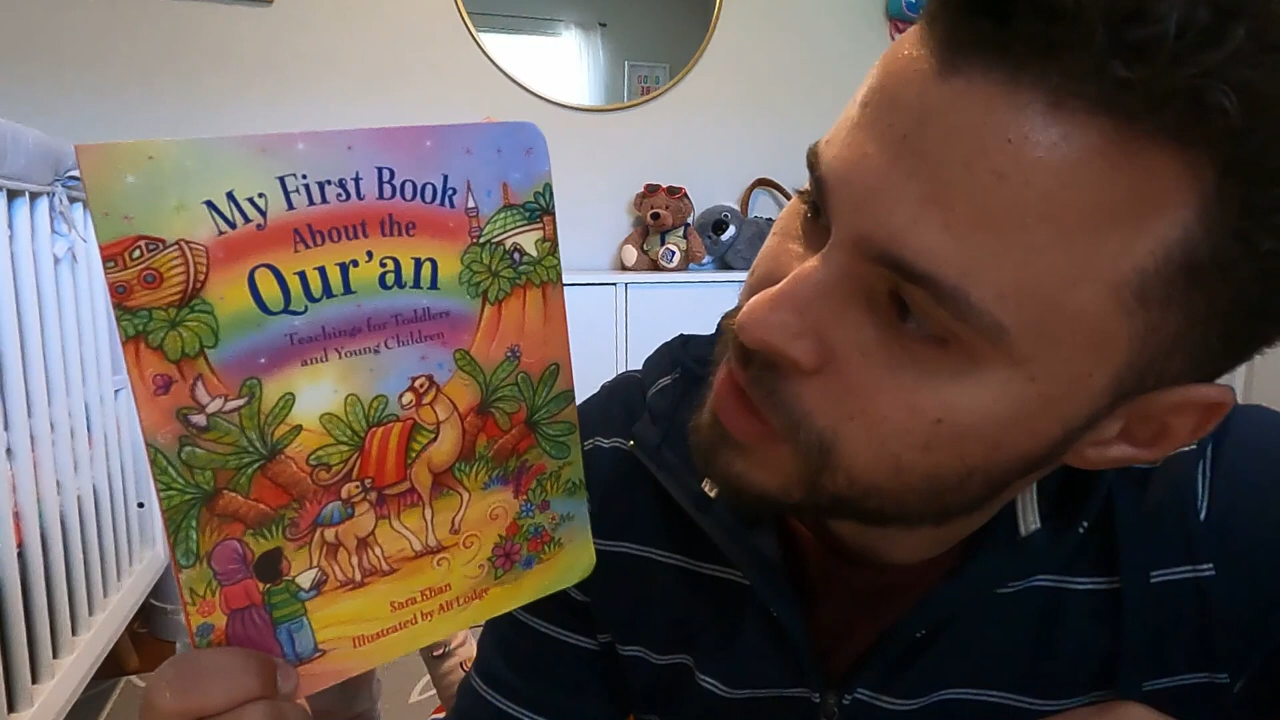 My First Book
About the
Qur'an
Teachings for Toddlers
and Young Children
Sara Khan
Illustrated by Ali Lodge